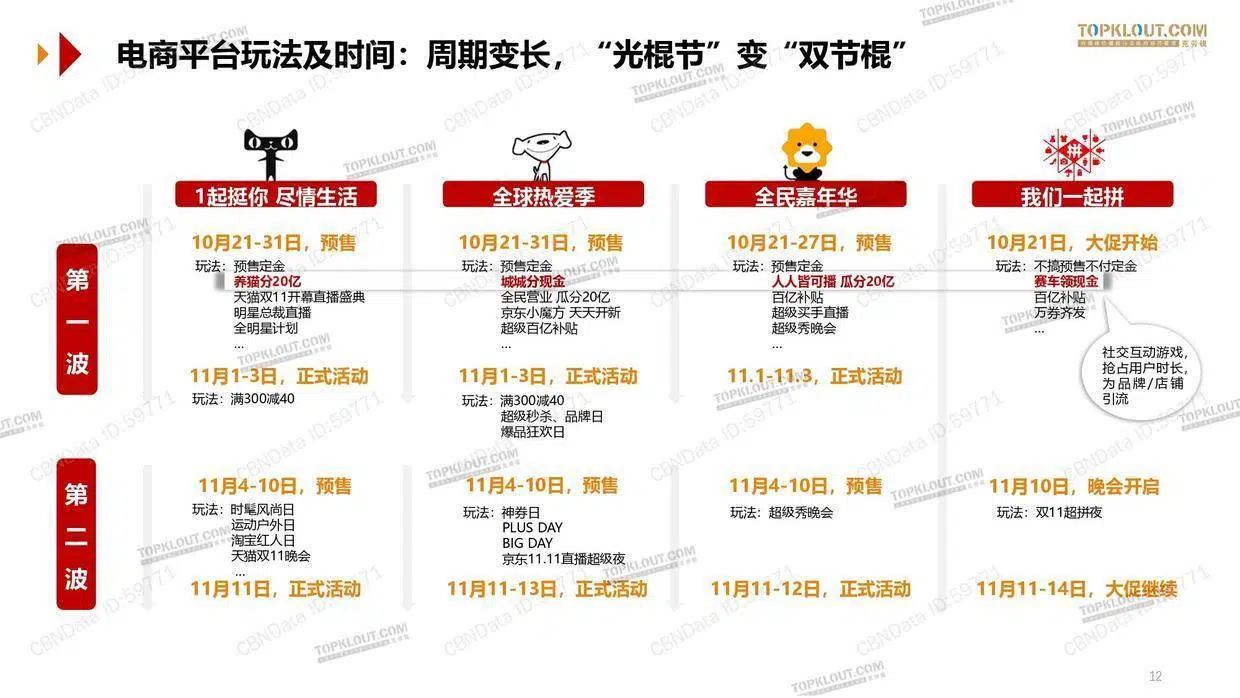 电商平台玩法及时间：周期变长，“光棍节”变“双节棍”
TOPKLOUT.COM
1起挺你 尽情生活
全球热爱季
全民嘉年华
拼
我们一起拼
第一波
10月21-31日，预售
玩法：预售定金
养猫分20亿
天猫双11开幕直播盛典
明星总裁直播
全明星计划
...
11月1-3日，正式活动
玩法：满300减40
10月21-31日，预售
玩法：预售定金
城城分现金
全民营业 瓜分20亿
京东小魔方 天天开新
超级百亿补贴
...
11月1-3日，正式活动
玩法：满300减40
超级秒杀、品牌日
爆品狂欢日
10月21-27日，预售
玩法：预售定金
人人皆可播 瓜分20亿
百亿补贴
超级买手直播
超级秀晚会
...
11.1-11.3，正式活动
10月21日，大促开始
玩法：不搞预售不付定金
赛车领现金
百亿补贴
万券齐发
...
社交互动游戏，
抢占用户时长，
为品牌/店铺
引流
第二波
11月4-10日，预售
玩法：时髦风尚日
运动户外日
淘宝红人日
天猫双11晚会
...
11月11日，正式活动
11月4-10日，预售
玩法：神券日
PLUS DAY
BIG DAY
京东11.11直播超级夜
11月11-13日，正式活动
11月4-10日，预售
玩法：超级秀晚会
11月11-12日，正式活动
11月10日，晚会开启
玩法：双11超拼夜
11月11-14日，大促继续
CBNData ID:59771
12